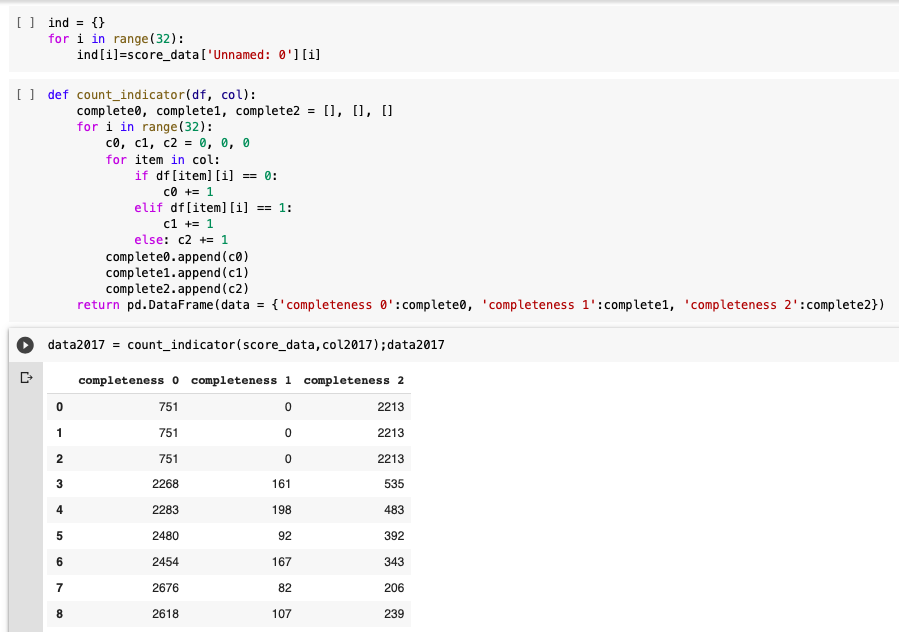 [ ] ind = {}
for i in range(32):
    ind[i]=score_data['Unnamed: 0'][i]
[ ] def count_indicator(df, col):
    complete0, complete1, complete2 = [], [], []
    for i in range(32):
        c0, c1, c2 = 0, 0, 0
        for item in col:
            if df[item][i] == 0:
                c0 += 1
            elif df[item][i] == 1:
                c1 += 1
            else: c2 += 1
        complete0.append(c0)
        complete1.append(c1)
        complete2.append(c2)
    return pd.DataFrame(data = {'completeness 0':complete0, 'completeness 1':complete1, 'completeness 2':complete2})
data2017 = count_indicator(score_data,col2017);data2017
completeness 0 completeness 1 completeness 2
0 751 0 2213
1 751 0 2213
2 751 0 2213
3 2268 161 535
4 2283 198 483
5 2480 92 392
6 2454 167 343
7 2676 82 206
8 2618 107 239